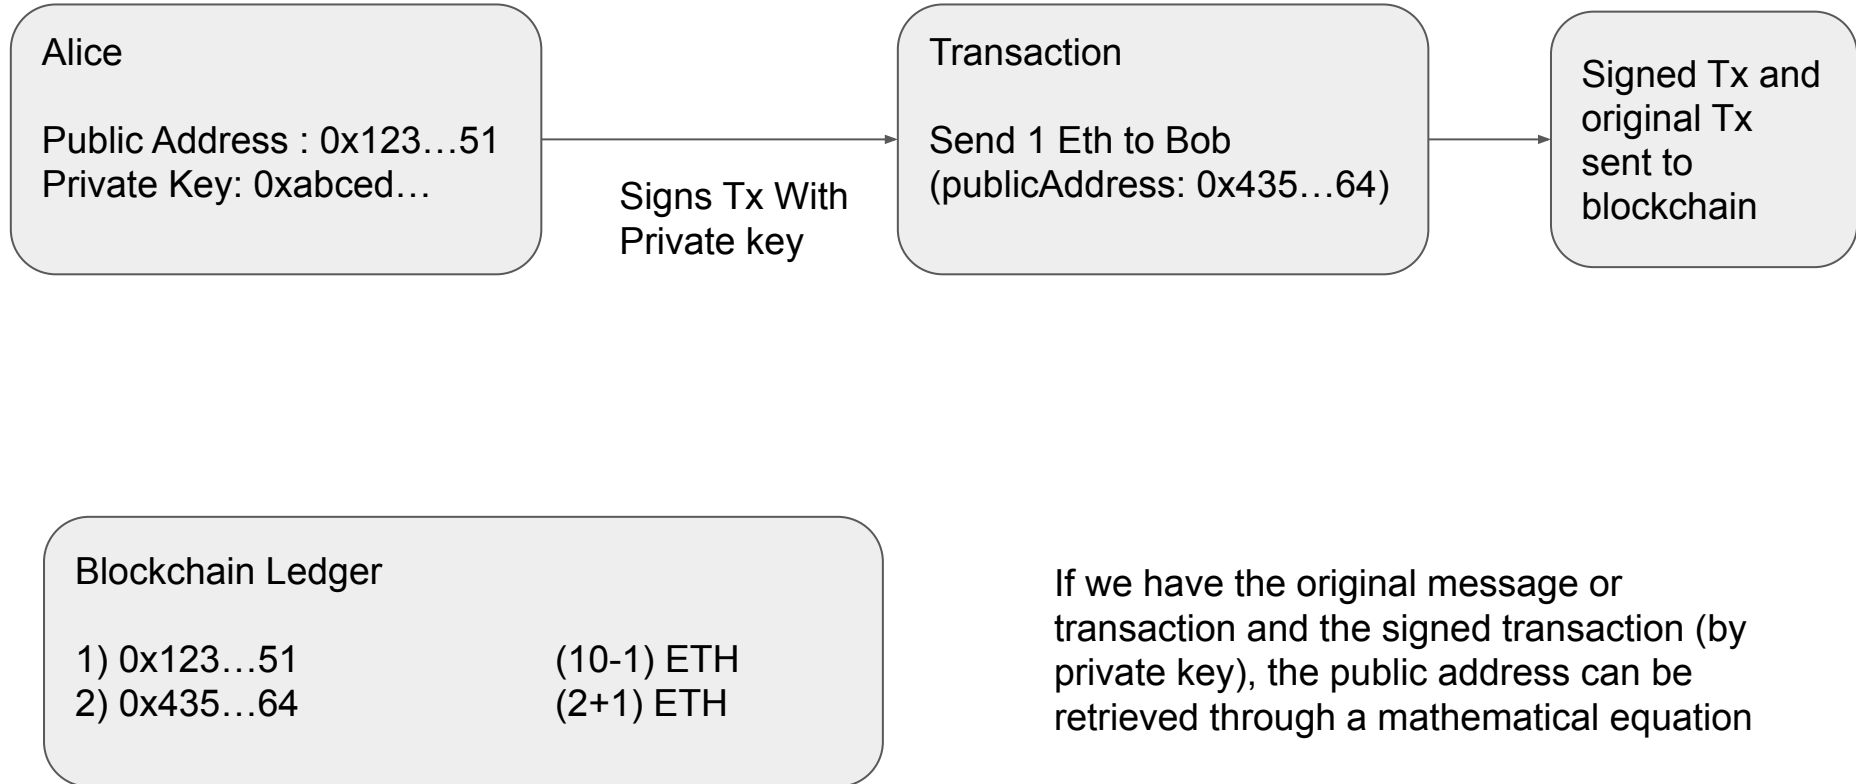 Alice
Public Address : 0x123…51
Private Key: 0xabced…
Signs Tx With
Private key
Transaction
Send 1 Eth to Bob
(publicAddress: 0x435…64)
Signed Tx and
original Tx
sent to
blockchain
Blockchain Ledger
1) 0x123…51 (10-1) ETH
2) 0x435…64 (2+1) ETH
If we have the original message or
transaction and the signed transaction (by
private key), the public address can be
retrieved through a mathematical equation